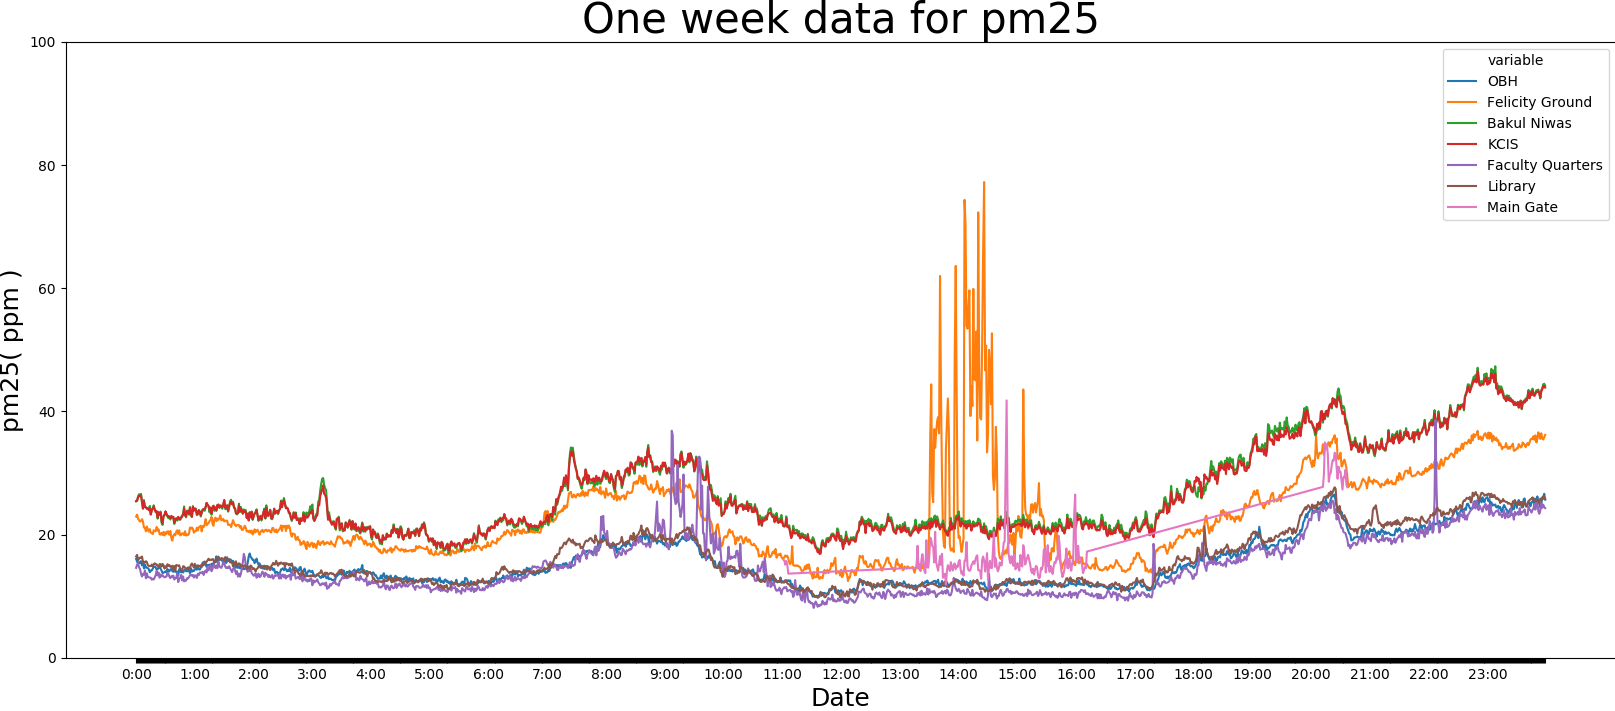 One week data for pm25
pm25( ppm )
100
80
60
40
20
0
variable
OBH
Felicity Ground
Bakul Niwas
KCIS
Faculty Quarters
Library
Main Gate
0:00 1:00 2:00 3:00 4:00 5:00 6:00 7:00 8:00 9:00 10:00 11:00 12:00 13:00 14:00 15:00 16:00 17:00 18:00 19:00 20:00 21:00 22:00 23:00
Date